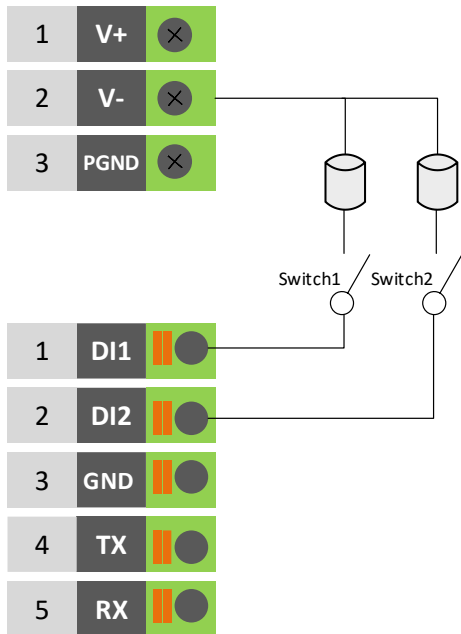 1 V+
2 V-
3 PGND
Switch1 Switch2
1 DI1
2 DI2
3 GND
4 TX
5 RX